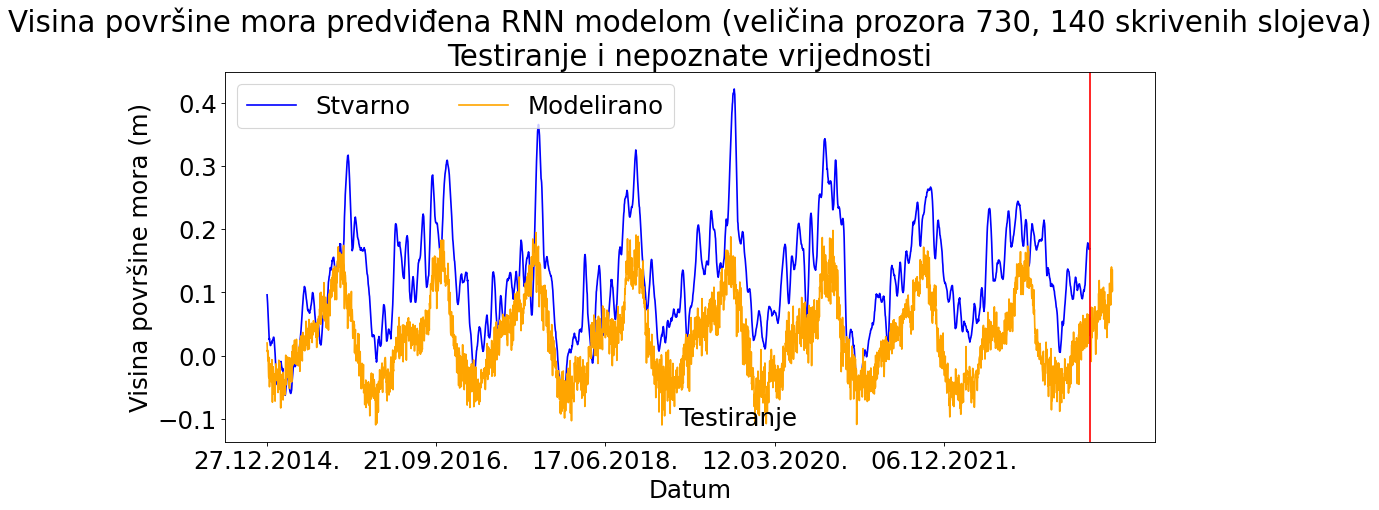 Visina površine mora predviđena RNN modelom (veličina prozora 730, 140 skrivenih slojeva)
Testiranje i nepoznate vrijednosti
Stvarno Modelirano
Visina površine mora (m)
0.4
0.3
0.2
0.1
0.0
−0.1
Testiranje
27.12.2014. 21.09.2016. 17.06.2018. 12.03.2020. 06.12.2021.
Datum